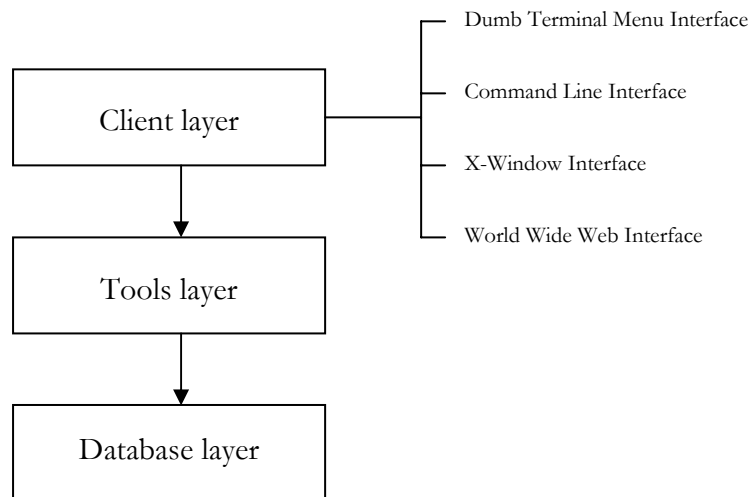 Dumb Terminal Menu Interface
Client layer
Command Line Interface
X-Window Interface
World Wide Web Interface
Tools layer
Database layer